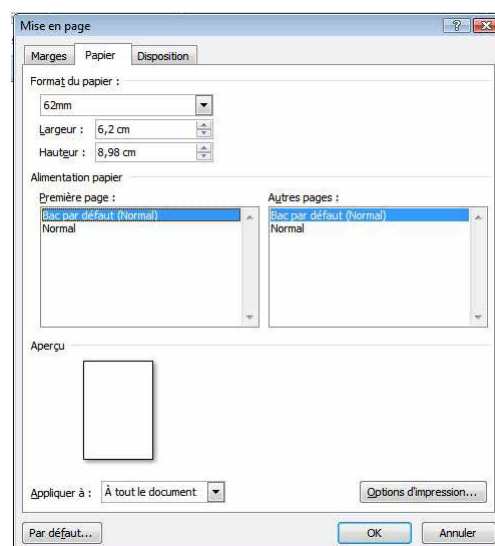 Mise en page
Marges Papier Disposition
Format du papier :
62mm
Largeur : 6,2 cm
Hauteur : 8,98 cm
Alimentation papier
Première page : Autres pages :
Bac par défaut (Normal) Bac par défaut (Normal)
Normal Normal
Aperçu
Appliquer à : À tout le document Options d'impression...
Par défaut... OK Annuler